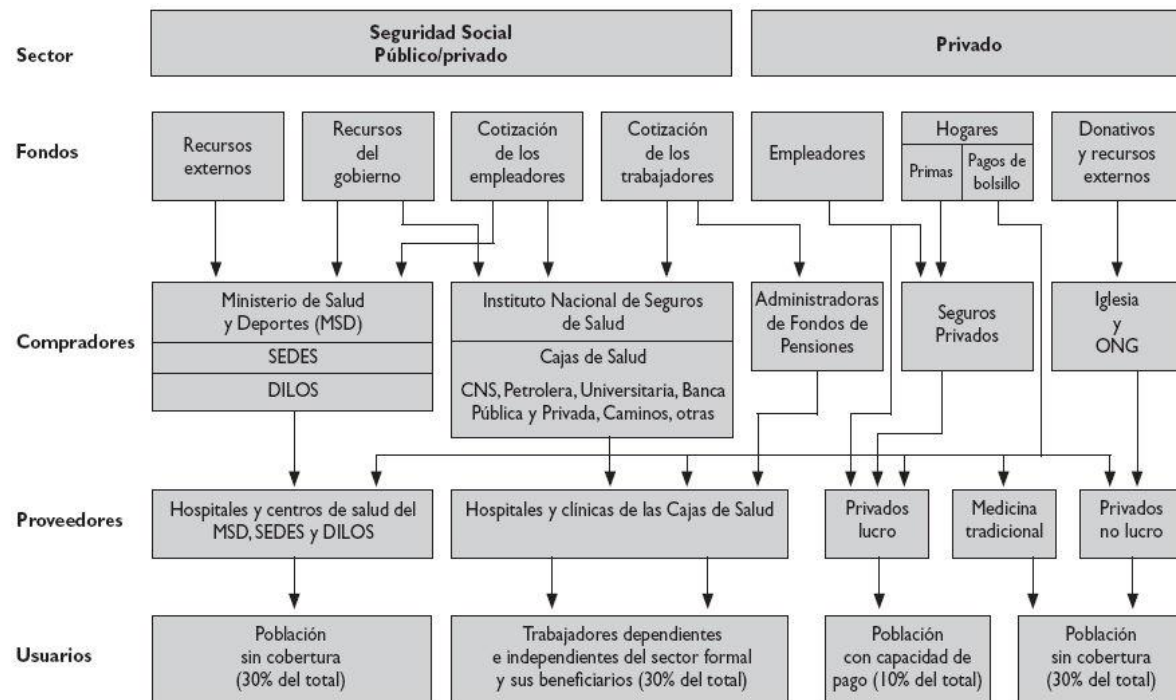 Sector
Seguridad Social
Público/privado
Privado
Fondos
Recursos
externos
Recursos
del
gobierno
Cotización
de los
empleadores
Cotización
de los
trabajadores
Empleadores
Hogares
Primas
Pagos de
bolsillo
Donativos
y recursos
externos
Compradores
Ministerio de Salud
y Deportes (MSD)
SEDES
DILOS
Instituto Nacional de Seguros
de Salud
Cajas de Salud
CNS, Petrolera, Universitaria, Banca
Pública y Privada, Caminos, otras
Administradoras
de Fondos de
Pensiones
Seguros
Privados
Iglesia
y
ONG
Proveedores
Hospitales y centros de salud del
MSD, SEDES y DILOS
Hospitales y clínicas de las Cajas de Salud
Privados
lucro
Medicina
tradicional
Privados
no lucro
Usuarios
Población
sin cobertura
(30% del total)
Trabajadores dependientes
e independientes del sector formal
y sus beneficiarios (30% del total)
Población
con capacidad de
pago (10% del total)
Población
sin cobertura
(30% del total)